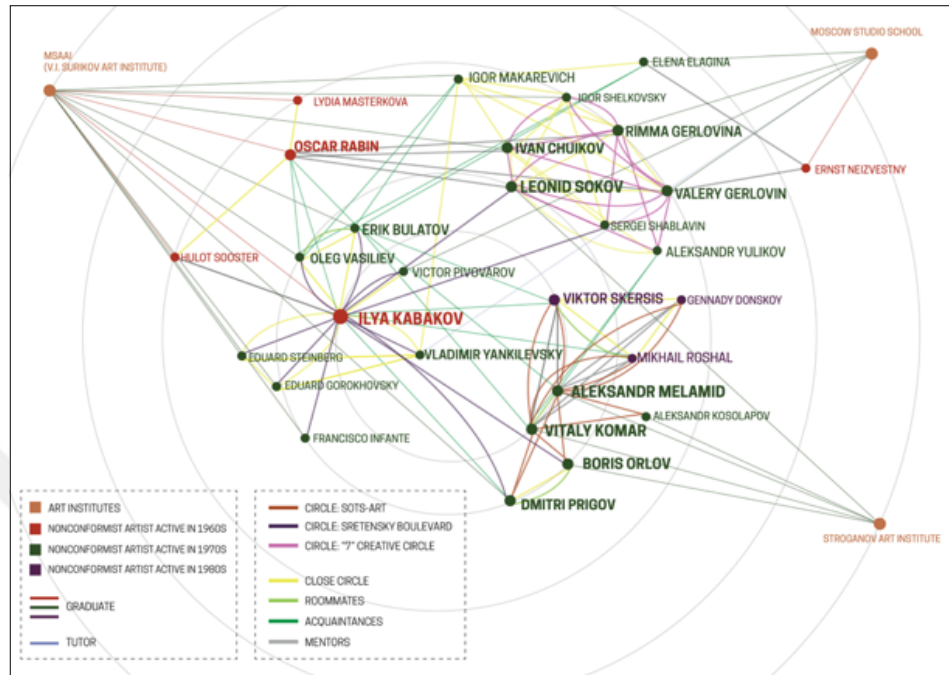 MOSCOW STUDIO SCHOOL
MSAAI
(V.I. SURIKOV ART INSTITUTE)
ELENA ELAGINA
IGOR MAKAREVICH
IGOR SHELKOVSKY
LYDIA MASTERKOVA
RIMMA GERLOVINA
OSCAR RABIN
IVAN CHUIKOV
ERNST NEIZVESTNY
LEONID SOKOV
VALERY GERLOVIN
SERGEI SHABLAVIN
ERIK BULATOV
ALEKSANDR YULIKOV
HULOT SOOSTER
OLEG VASILIEV
VICTOR PIVOVAROV
VIKTOR SKERSIS
GENNADY DONSKOY
ILYA KABAKOV
EDUARD STEINBERG
VLADIMIR YANKILEVSKY
MIKHAIL ROSHAL
EDUARD GOROKHOVSKY
ALEKSANDR MELAMID
ALEKSANDR KOSOLAPOV
VITALY KOMAR
FRANCISCO INFANTE
BORIS ORLOV
DMITRI PRIGOV
STROGANOV ART INSTITUTE
ART INSTITUTES
NONCONFORMIST ARTIST ACTIVE IN 1960S
NONCONFORMIST ARTIST ACTIVE IN 1970S
NONCONFORMIST ARTIST ACTIVE IN 1980S
GRADUATE
TUTOR
CIRCLE: SOTS-ART
CIRCLE: SRETENSKY BOULEVARD
CIRCLE: "7" CREATIVE CIRCLE
CLOSE CIRCLE
ROOMMATES
ACQUAINTANCES
MENTORS